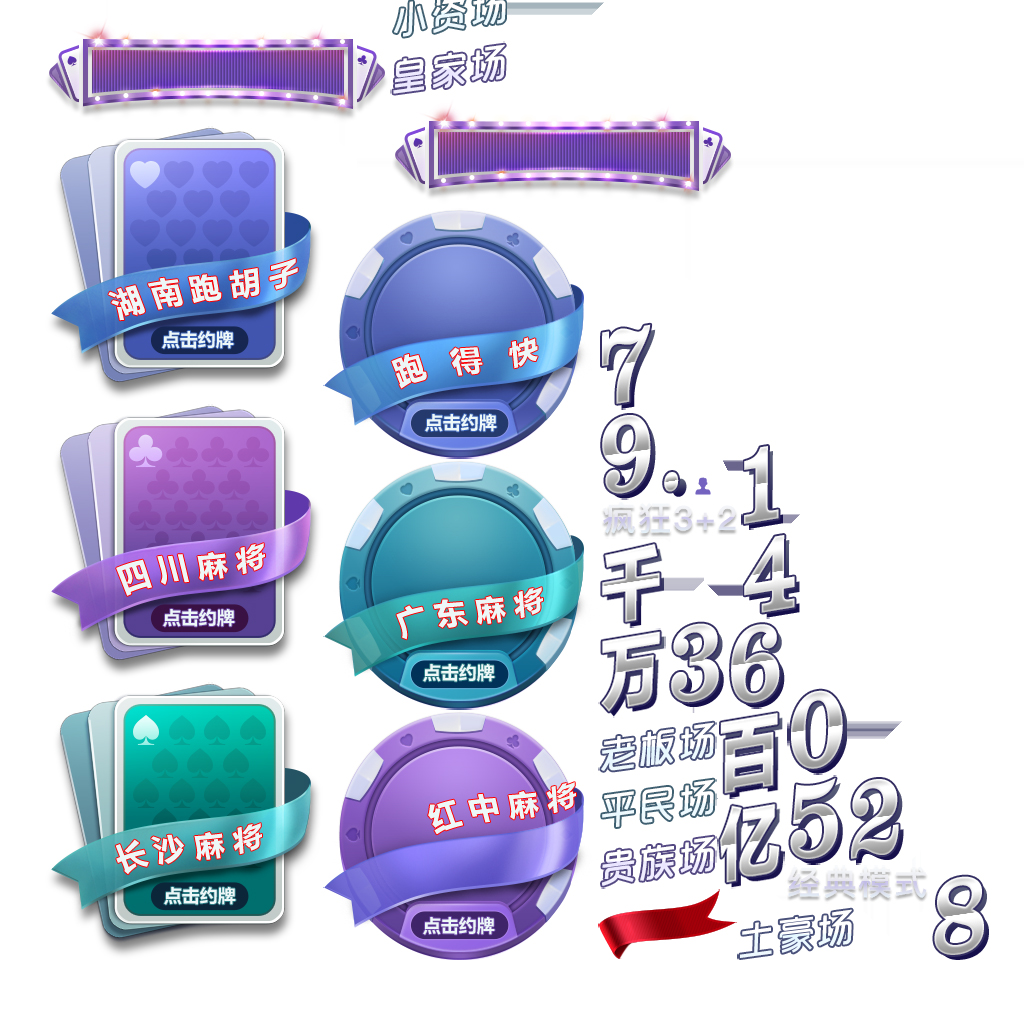 小资场
皇家场
湖南跑胡子
点击约牌
跑得快
点击约牌
四川麻将
点击约牌
广东麻将
点击约牌
长沙麻将
点击约牌
红中麻将
点击约牌
7
9.
1
疯狂3+2
千
4
万
3
6
老板场
百
0
平民场
亿
5
2
贵族场
经典模式
土豪场
8